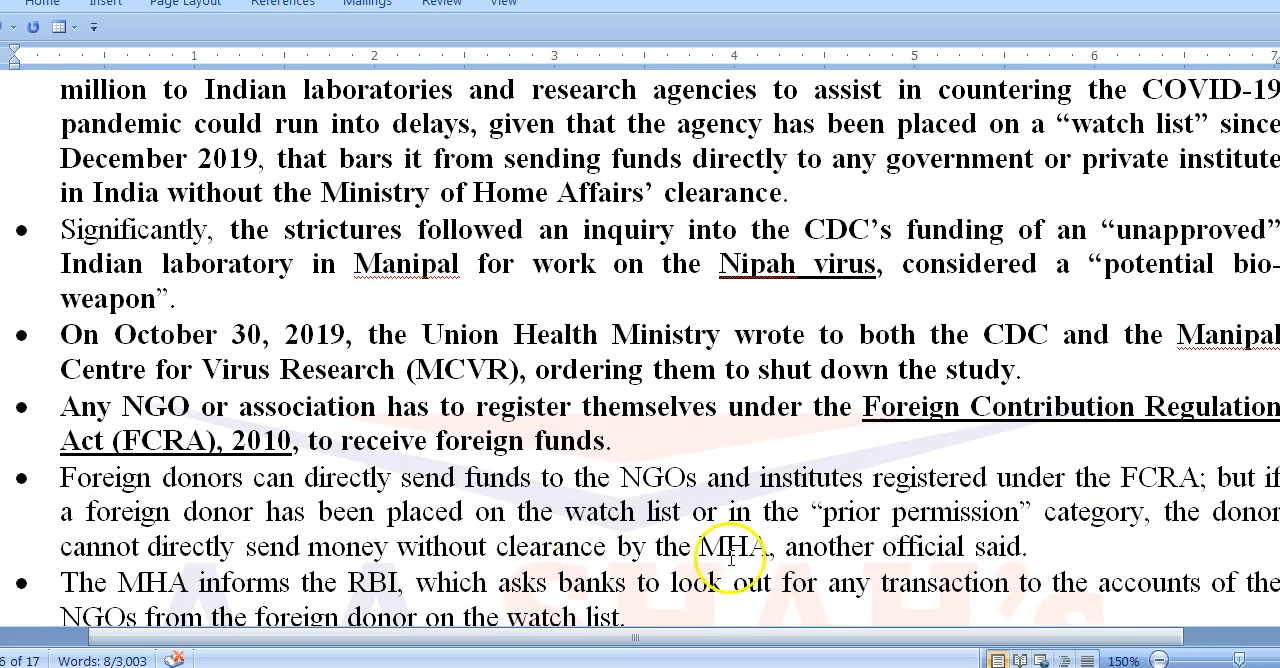 Home Insert Page Layout References Mailings Review View
1 2 3 4 5 6 7
million to Indian laboratories and research agencies to assist in countering the COVID-19
pandemic could run into delays, given that the agency has been placed on a “watch list” since
December 2019, that bars it from sending funds directly to any government or private institute
in India without the Ministry of Home Affairs’ clearance.
• Significantly, the strictures followed an inquiry into the CDC’s funding of an “unapproved”
Indian laboratory in Manipal for work on the Nipah virus, considered a “potential bio-
weapon”.
• On October 30, 2019, the Union Health Ministry wrote to both the CDC and the Manipal
Centre for Virus Research (MCVR), ordering them to shut down the study.
• Any NGO or association has to register themselves under the Foreign Contribution Regulation
Act (FCRA), 2010, to receive foreign funds.
• Foreign donors can directly send funds to the NGOs and institutes registered under the FCRA; but if
a foreign donor has been placed on the watch list or in the “prior permission” category, the donor
cannot directly send money without clearance by the MHA, another official said.
• The MHA informs the RBI, which asks banks to look out for any transaction to the accounts of the
NGOs from the foreign donor on the watch list.
6 of 17 Words: 8/3,003 150%